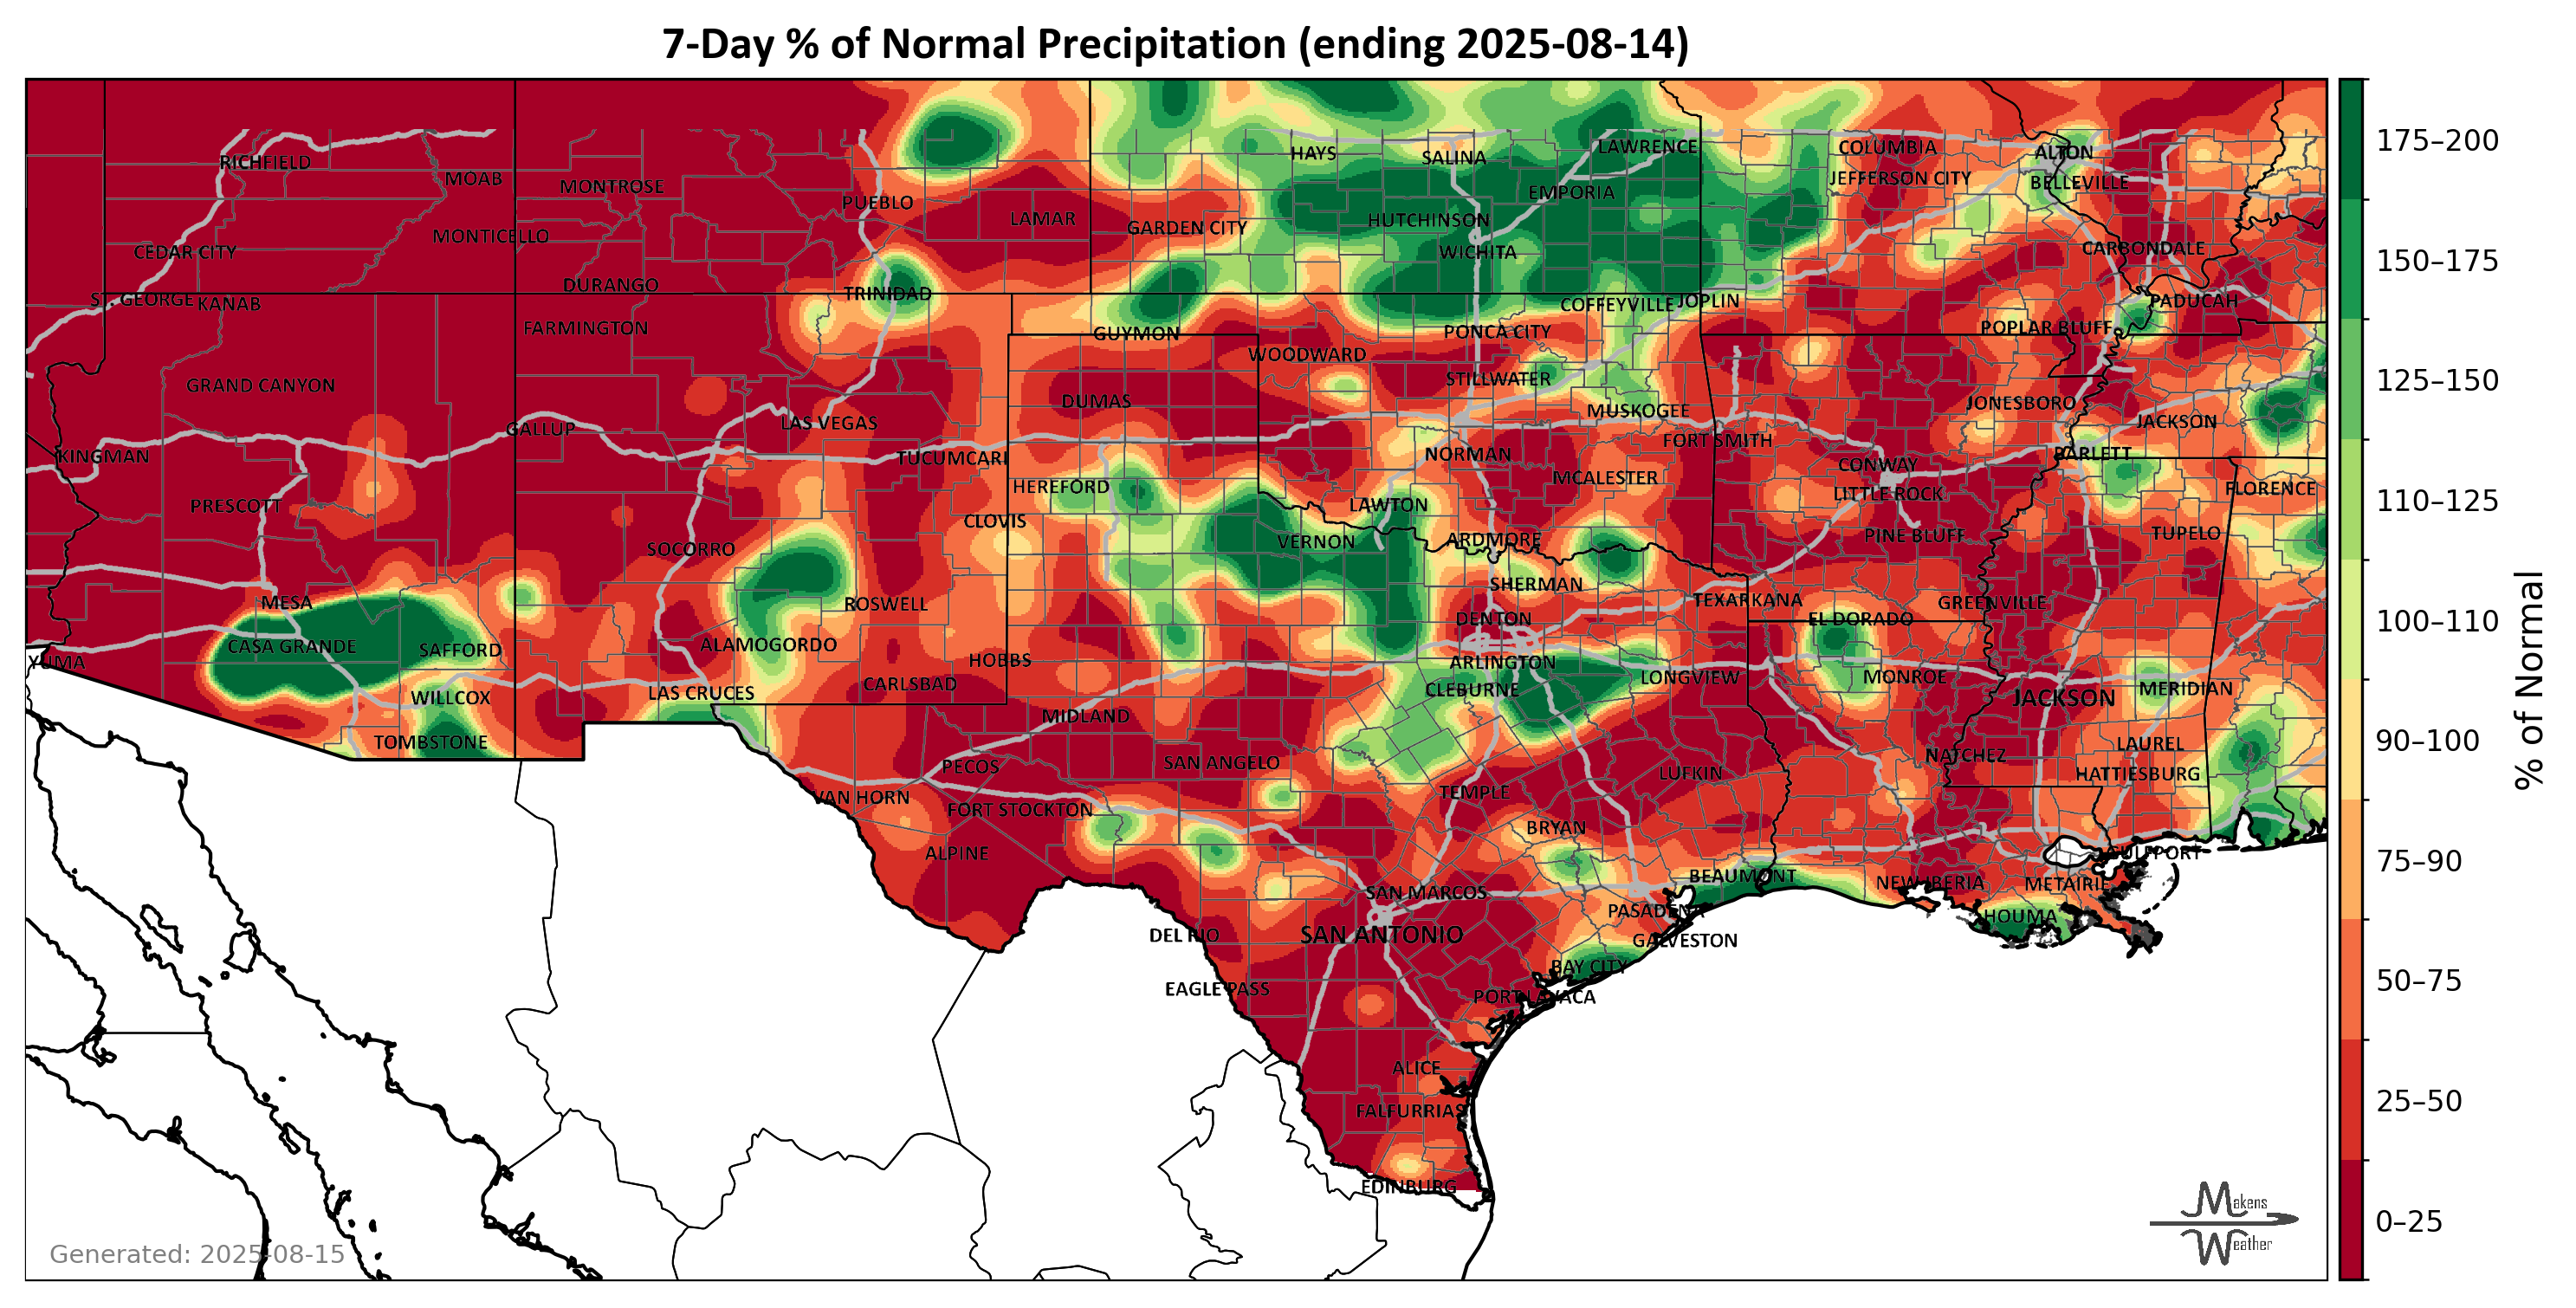 7-Day % of Normal Precipitation (ending 2025-08-14)
HAYS
SALINA
LAWRENCE
COLUMBIA
ALTON
RICHFIELD
MOAB
MONTROSE
JEFFERSON CITY
BELLEVILLE
PUEBLO
EMPORIA
LAMAR
GARDEN CITY
HUTCHINSON
MONTICELLO
CEDAR CITY
WICHITA
CARBONDALE
DURANGO
TRINIDAD
ST. GEORGE
KANAB
COFFEYVILLE
JOPLIN
PADUCAH
FARMINGTON
GUYMON
PONCA CITY
POPLAR BLUFF
WOODWARD
GRAND CANYON
STILLWATER
DUMAS
MUSKOGEE
JONESBORO
LAS VEGAS
JACKSON
GALLUP
FORT SMITH
KINGMAN
TUCUMCARI
NORMAN
BARLETT
CONWAY
MCALESTER
HEREFORD
LITTLE ROCK
FLORENCE
PRESCOTT
LAWTON
CLOVIS
TUPELO
VERNON
ARDMORE
PINE BLUFF
SOCORRO
SHERMAN
MESA
ROSWELL
TEXARKANA
GREENVILLE
DENTON
EL DORADO
CASA GRANDE
SAFFORD
ALAMOGORDO
YUMA
HOBBS
ARLINGTON
LONGVIEW
MONROE
CARLSBAD
CLEBURNE
MERIDIAN
WILLCOX
LAS CRUCES
JACKSON
MIDLAND
TOMBSTONE
LAUREL
NATCHEZ
PECOS
SAN ANGELO
LUFKIN
HATTIESBURG
VAN HORN
FORT STOCKTON
TEMPLE
BRYAN
ALPINE
GULFPORT
BEAUMONT
SAN MARCOS
NEW IBERIA
METAIRIE
PASADENA
HOUMA
DEL RIO
SAN ANTONIO
GALVESTON
BAY CITY
EAGLE PASS
PORT LAVACA
ALICE
FALFURRIAS
EDINBURG
Generated: 2025-08-15
Makens
Weather
175–200
150–175
125–150
110–125
100–110
90–100
75–90
50–75
25–50
0–25
% of Normal